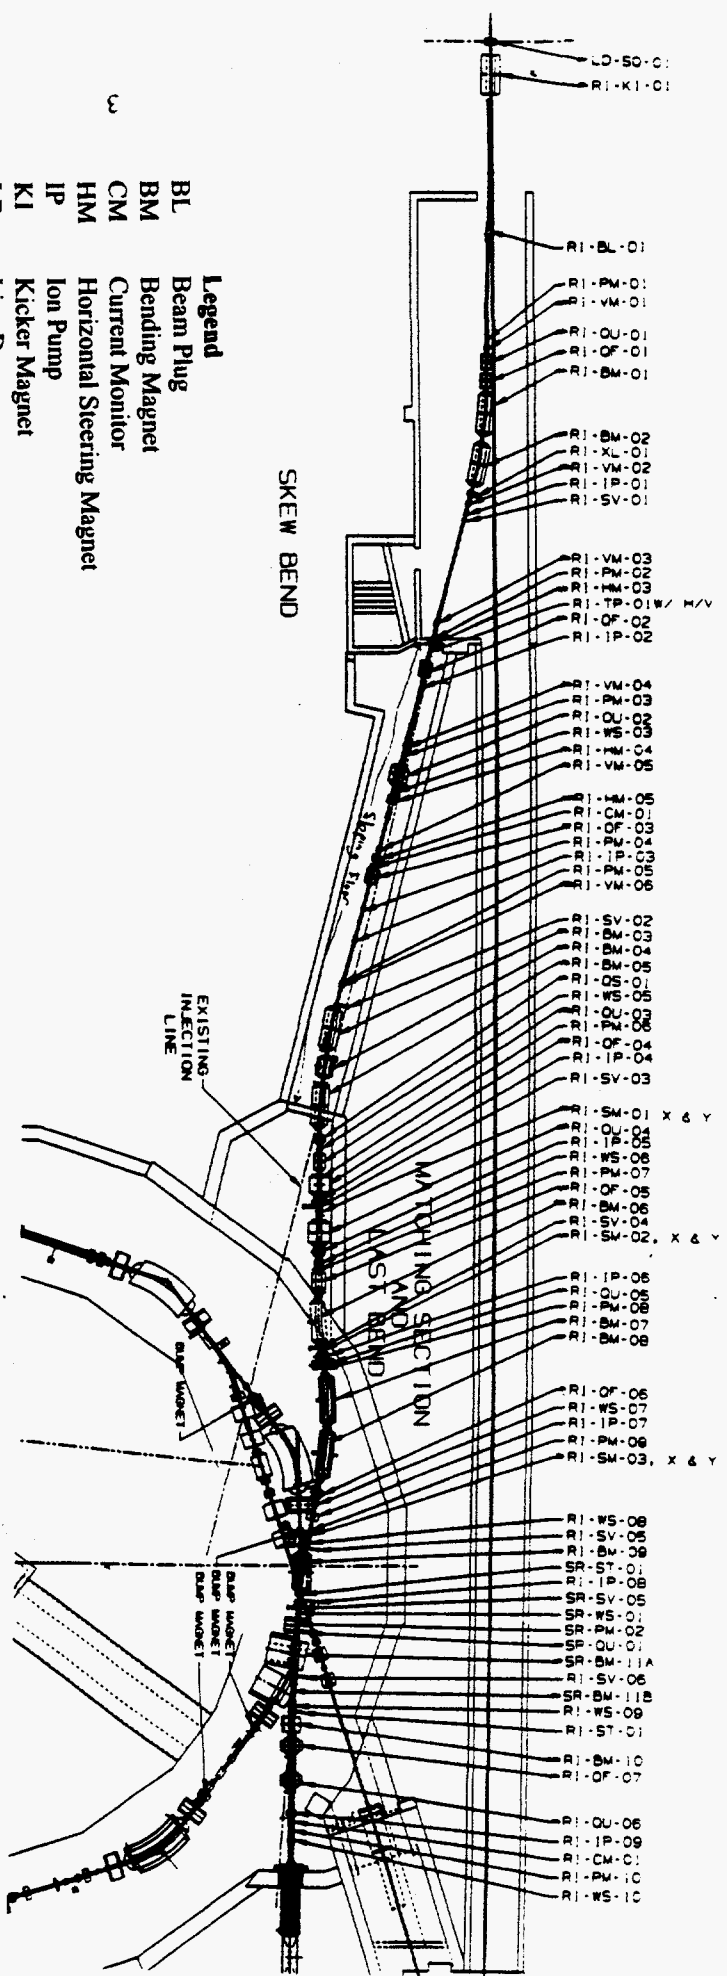 LD-SO-01
RI-KI-01
RI-BL-01
RI-PM-01
RI-VM-01
RI-QU-01
RI-QF-01
RI-BM-01
RI-BM-02
RI-XL-01
RI-VM-02
RI-IP-01
RI-SV-01
RI-VM-03
RI-PM-02
RI-HM-03
RI-TP-01 W/ H/V
RI-QF-02
RI-IP-02
RI-VM-04
RI-PM-03
RI-QU-02
RI-WS-03
RI-HM-04
RI-VM-05
RI-HM-05
RI-CM-01
RI-QF-03
RI-PM-04
RI-IP-03
RI-PM-05
RI-VM-06
RI-SV-02
RI-BM-03
RI-BM-04
RI-BM-05
RI-QS-01
RI-WS-05
RI-QU-03
RI-PM-06
RI-QF-04
RI-IP-04
RI-SV-03
RI-SM-01 X & Y
RI-QU-04
RI-IP-05
RI-WS-06
RI-PM-07
RI-QF-05
RI-BM-06
RI-SV-04
RI-SM-02, X & Y
RI-IP-06
RI-QU-05
RI-PM-08
RI-BM-07
RI-BM-08
RI-QF-06
RI-WS-07
RI-IP-07
RI-PM-09
RI-SM-03, X & Y
RI-WS-08
RI-SV-05
RI-BM-09
SR-ST-01
RI-IP-08
SR-SV-05
SR-WS-01
SR-PM-02
SR-QU-01
SR-BM-11A
RI-SV-06
SR-BM-11B
RI-WS-09
RI-ST-01
RI-BM-10
RI-QF-07
RI-QU-06
RI-IP-09
RI-CM-01
RI-PM-10
RI-WS-10
SKEW BEND
Sloping Floor
EXISTING
INJECTION
LINE
MATCHING SECTION
AND
LAST BEND
BUMP MAGNET
BUMP MAGNET
BUMP MAGNET
BUMP MAGNET
3
Legend
BL Beam Plug
BM Bending Magnet
CM Current Monitor
HM Horizontal Steering Magnet
IP Ion Pump
KI Kicker Magnet